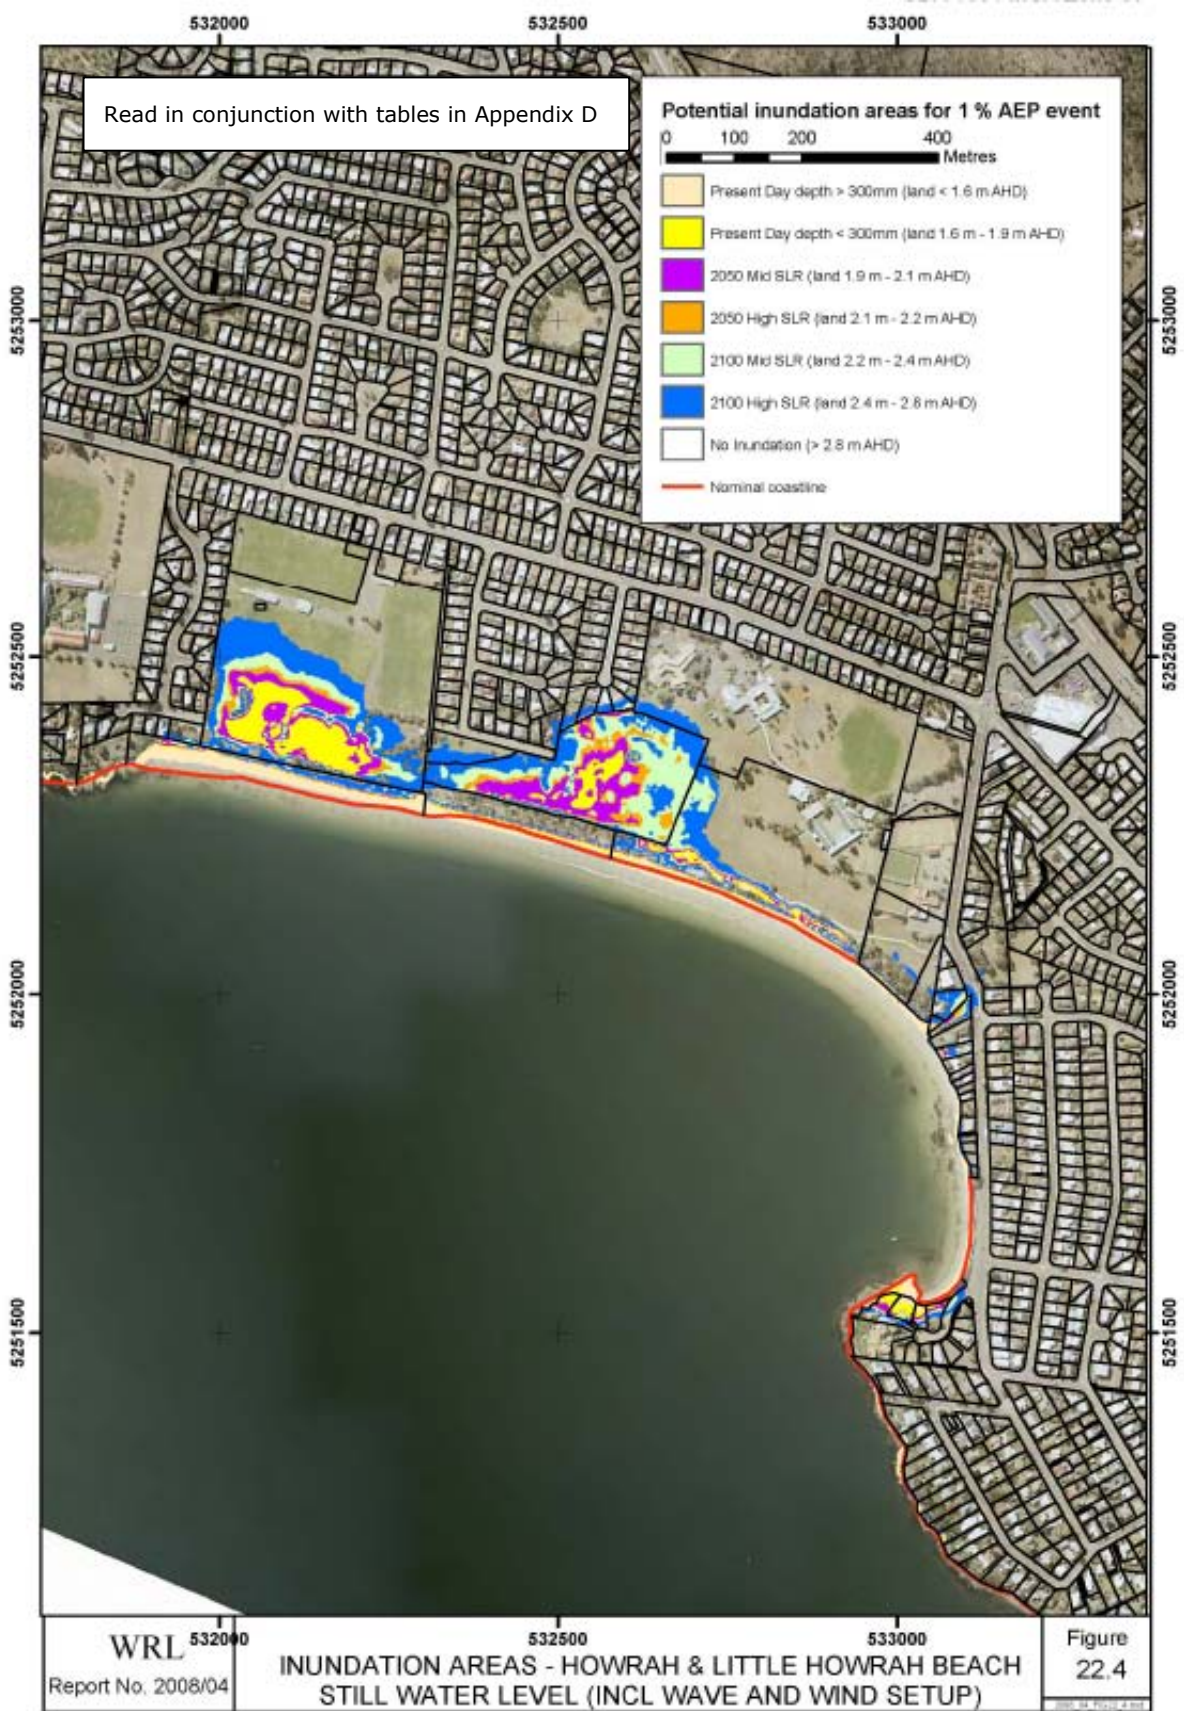 532000 532500 533000
Read in conjunction with tables in Appendix D
Potential inundation areas for 1 % AEP event
0 100 200 400
Metres
Present Day depth > 300mm (land < 1.6 m AHD)
Present Day depth < 300mm (land 1.6 m - 1.9 m AHD)
2050 Mid SLR (land 1.9 m - 2.1 m AHD)
2050 High SLR (land 2.1 m - 2.2 m AHD)
2100 Mid SLR (land 2.2 m - 2.4 m AHD)
2100 High SLR (land 2.4 m - 2.8 m AHD)
No Inundation (> 2.8 m AHD)
Nominal coastline
5253000 5253000
5252500 5252500
5252000 5252000
5251500 5251500
532000 532500 533000
WRL
Report No. 2008/04
INUNDATION AREAS - HOWRAH & LITTLE HOWRAH BEACH
STILL WATER LEVEL (INCL WAVE AND WIND SETUP)
Figure
22.4